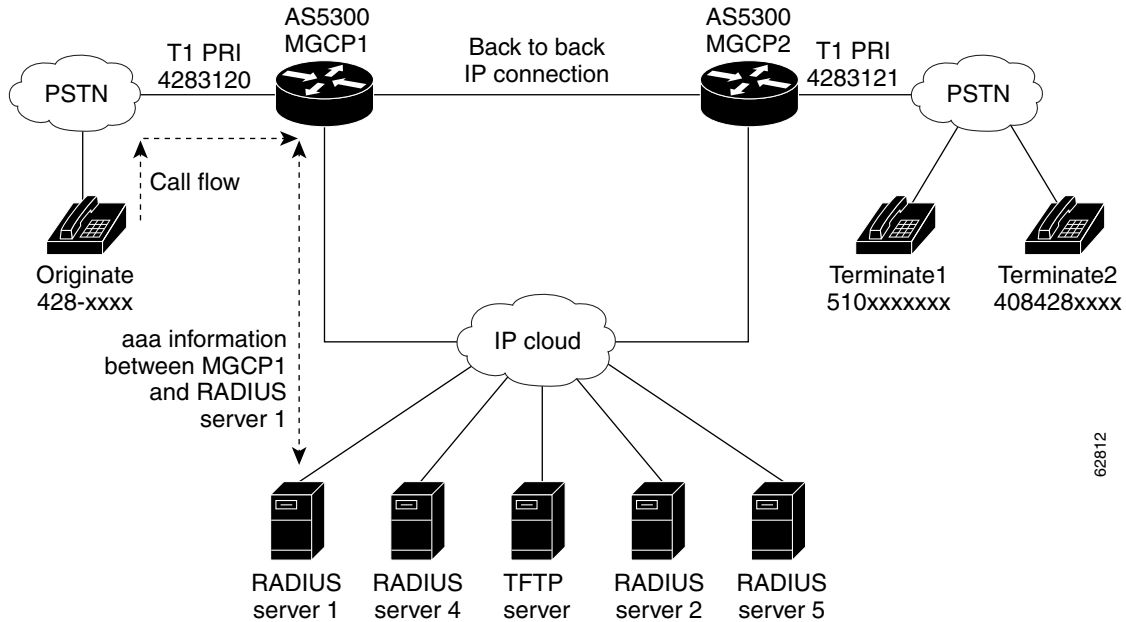 AS5300
MGCP1
AS5300
MGCP2
T1 PRI
4283120
Back to back
IP connection
T1 PRI
4283121
PSTN
PSTN
Call flow
Originate
428-xxxx
Terminate1
510xxxxxxx
Terminate2
408428xxxx
aaa information
between MGCP1
and RADIUS
server 1
IP cloud
RADIUS
server 1
RADIUS
server 4
TFTP
server
RADIUS
server 2
RADIUS
server 5
62812